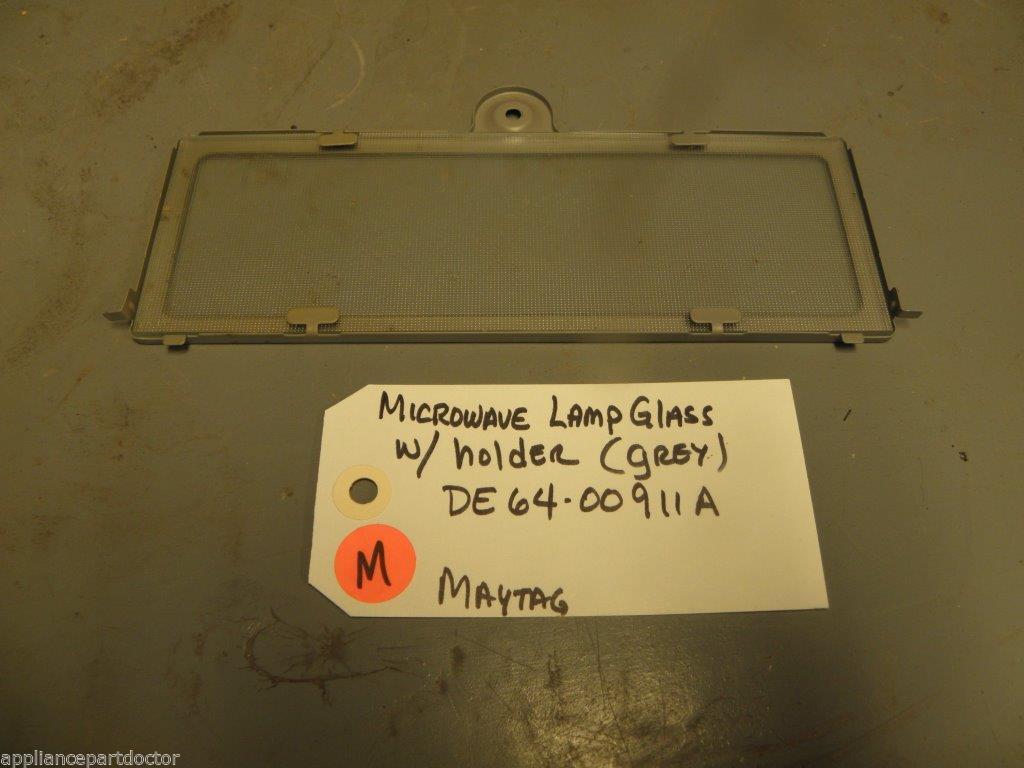 MICROWAVE LAMP GLASS
W/ holder (grey)
DE64-00911A
M
MAYTAG
appliancepartdoctor